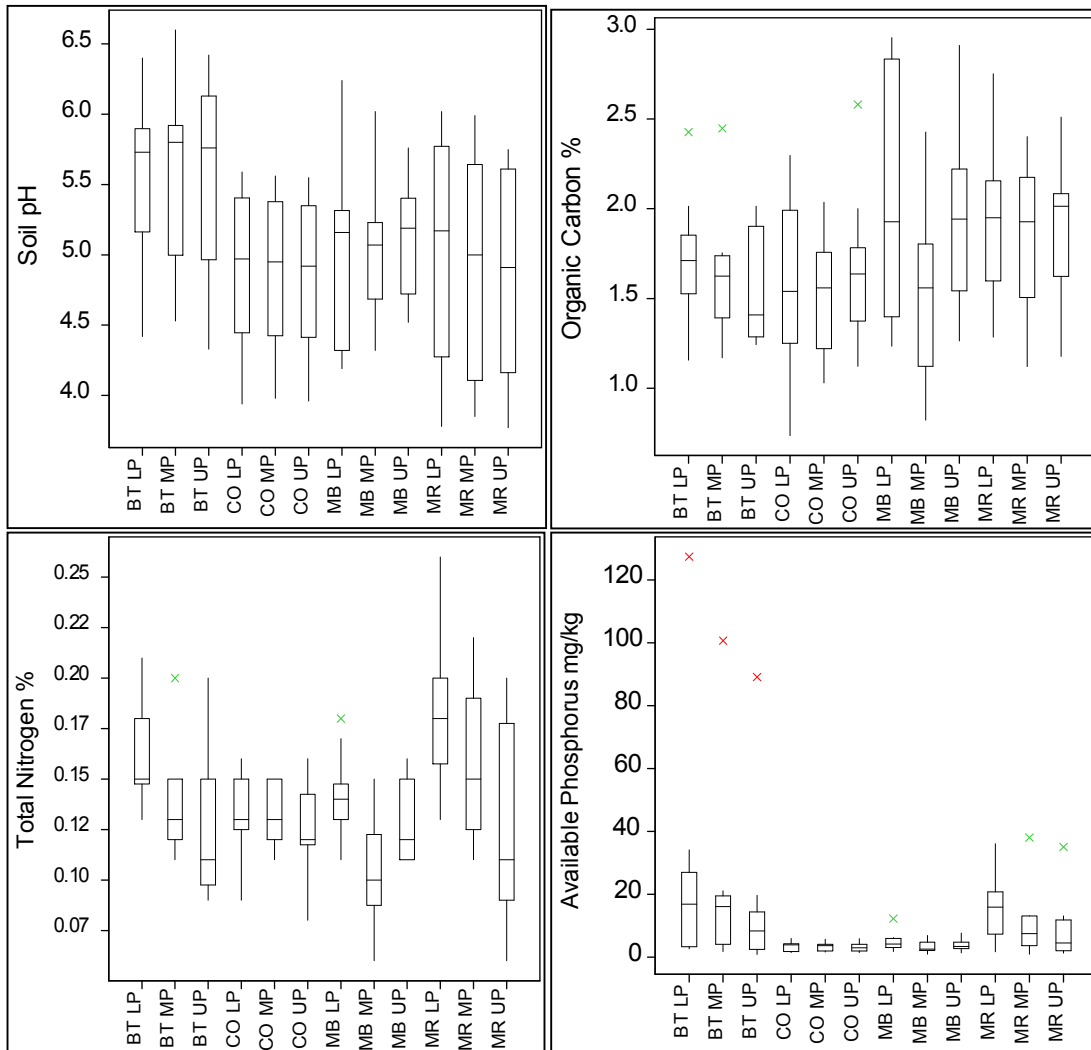 Soil pH
6.5
6.0
5.5
5.0
4.5
4.0
BT LP
BT MP
BT UP
CO LP
CO MP
CO UP
MB LP
MB MP
MB UP
MR LP
MR MP
MR UP
Organic Carbon %
3.0
2.5
2.0
1.5
1.0
BT LP
BT MP
BT UP
CO LP
CO MP
CO UP
MB LP
MB MP
MB UP
MR LP
MR MP
MR UP
Total Nitrogen %
0.25
0.22
0.20
0.17
0.15
0.12
0.10
0.07
BT LP
BT MP
BT UP
CO LP
CO MP
CO UP
MB LP
MB MP
MB UP
MR LP
MR MP
MR UP
Available Phosphorus mg/kg
120
100
80
60
40
20
0
BT LP
BT MP
BT UP
CO LP
CO MP
CO UP
MB LP
MB MP
MB UP
MR LP
MR MP
MR UP